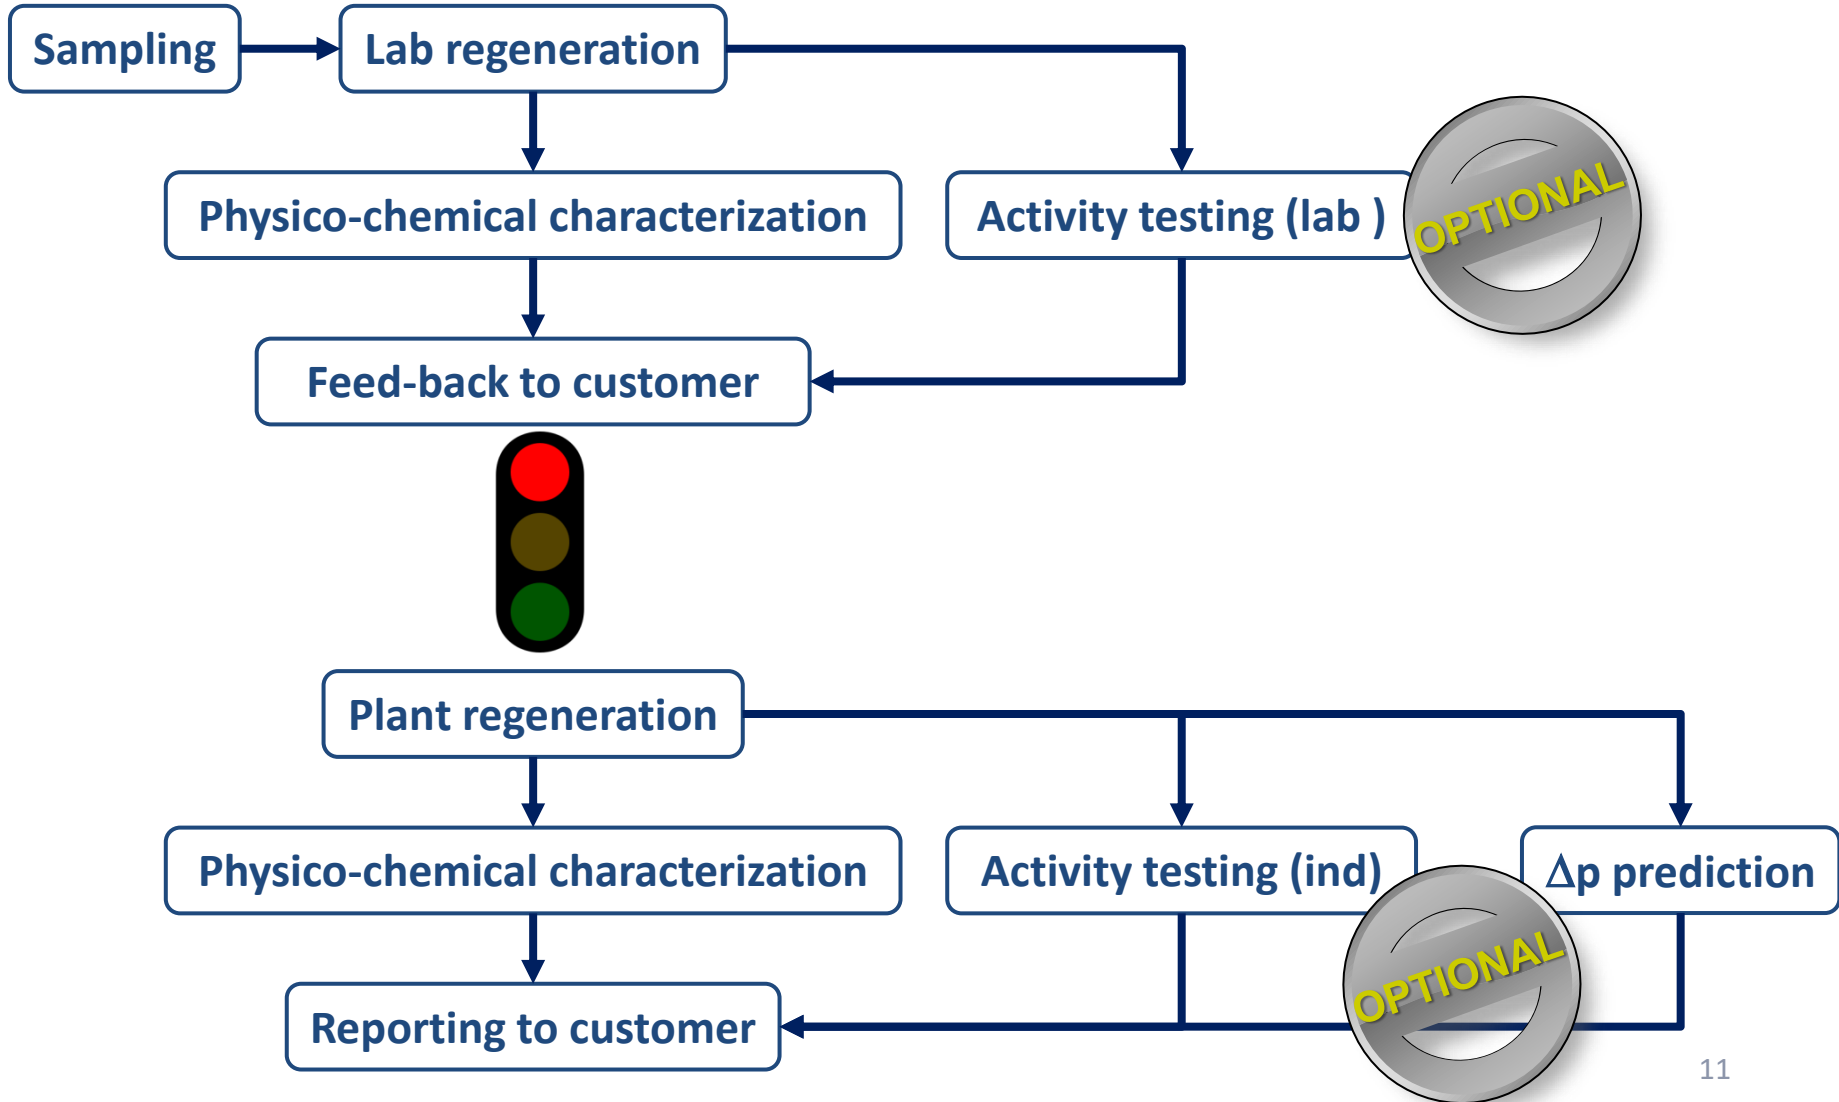 Sampling
Lab regeneration
Physico-chemical characterization
Activity testing (lab )
OPTIONAL
Feed-back to customer
Plant regeneration
Physico-chemical characterization
Activity testing (ind)
Δp prediction
OPTIONAL
Reporting to customer
11